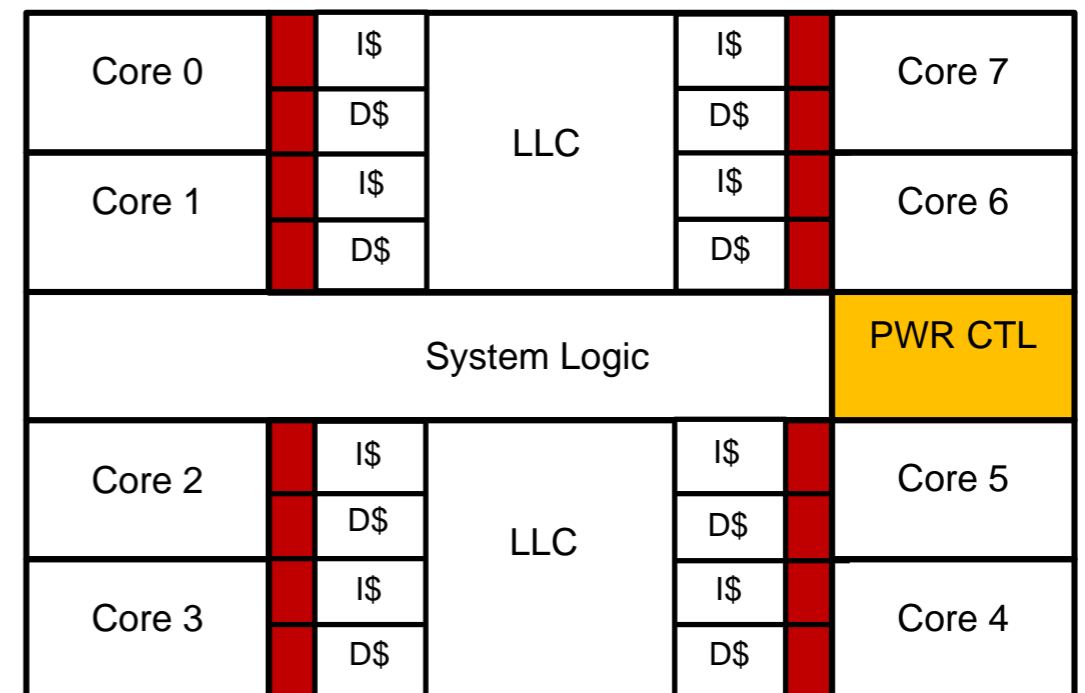 Core 0
I$
I$
Core 7
D$
LLC
D$
Core 1
I$
I$
Core 6
D$
D$
System Logic
PWR CTL
Core 2
I$
I$
Core 5
D$
LLC
D$
Core 3
I$
I$
Core 4
D$
D$